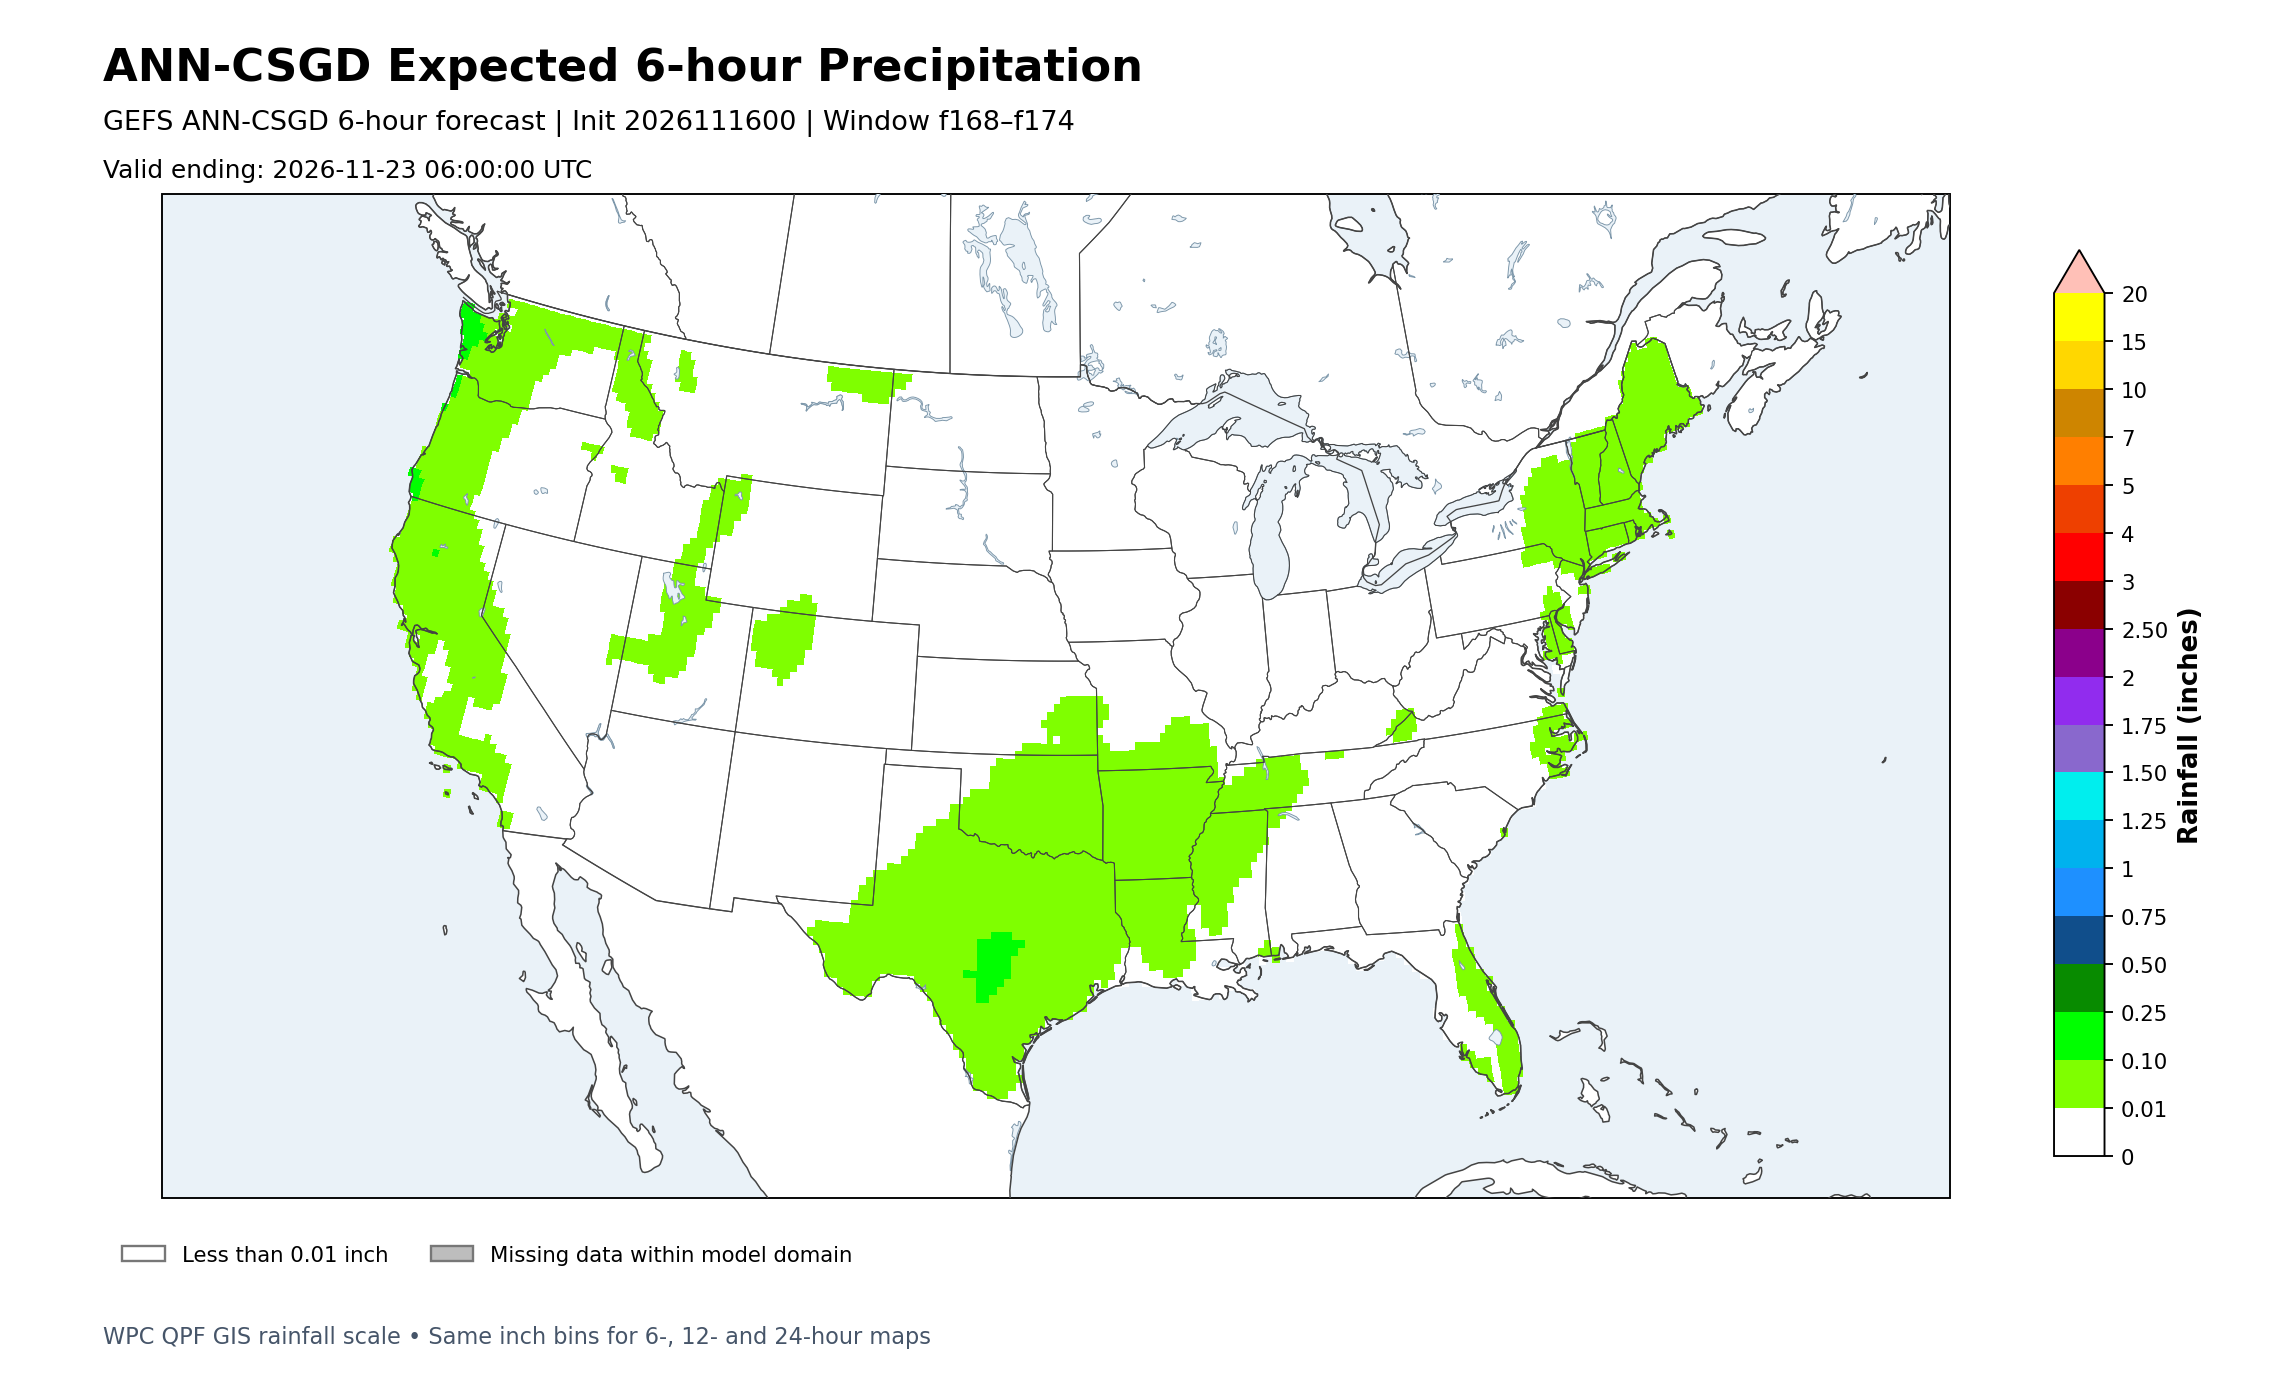 ANN-CSGD Expected 6-hour Precipitation
GEFS ANN-CSGD 6-hour forecast | Init 2026111600 | Window f168–f174
Valid ending: 2026-11-23 06:00:00 UTC
20
15
10
7
5
4
3
2.50
2
1.75
1.50
1.25
1
0.75
0.50
0.25
0.10
0.01
0
Rainfall (inches)
Less than 0.01 inch
Missing data within model domain
WPC QPF GIS rainfall scale • Same inch bins for 6-, 12- and 24-hour maps